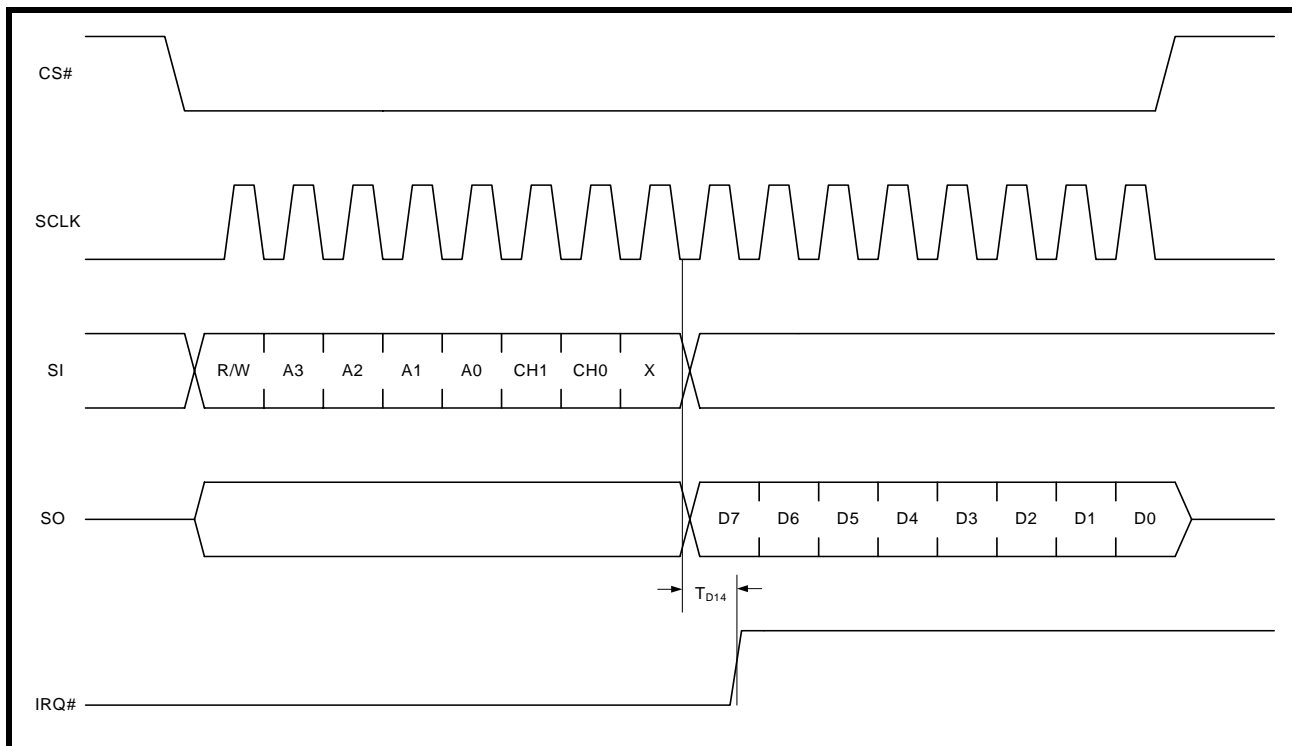 CS#
SCLK
SI R/W A3 A2 A1 A0 CH1 CH0 X
SO D7 D6 D5 D4 D3 D2 D1 D0
TD14
IRQ#